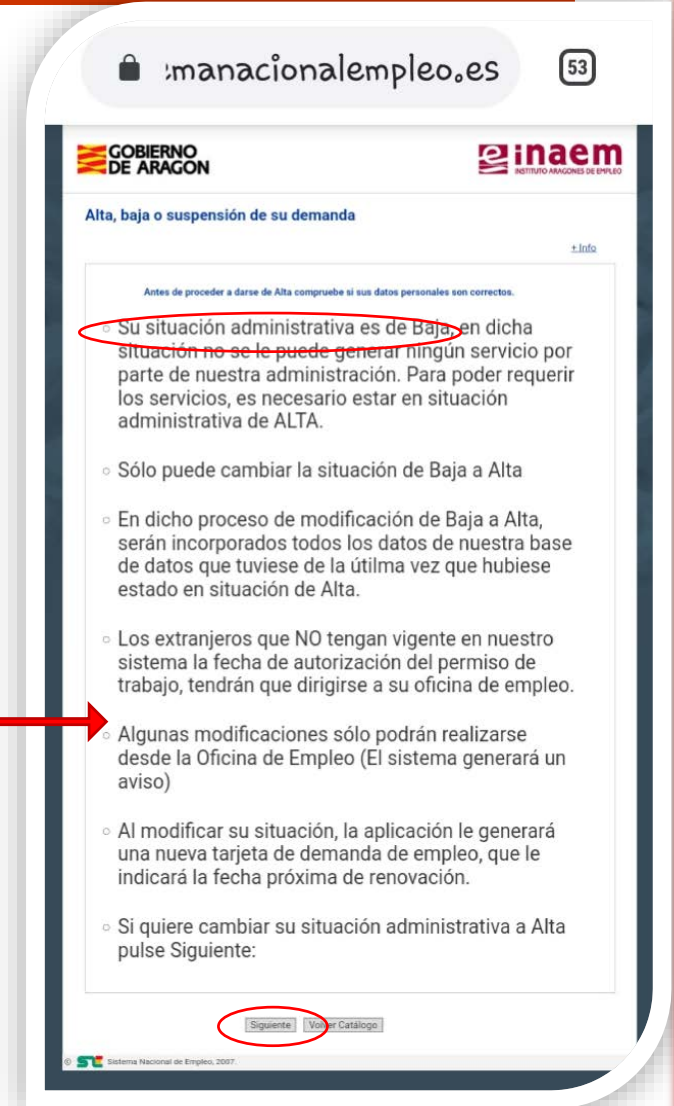 :manacionalempleo.es
53
GOBIERNO
DE ARAGON
inaem
INSTITUTO ARAGONES DE EMPLEO
Alta, baja o suspensión de su demanda
+ Info
Antes de proceder a darse de Alta compruebe si sus datos personales son correctos.
Su situación administrativa es de Baja, en dicha
situación no se le puede generar ningún servicio por
parte de nuestra administración. Para poder requerir
los servicios, es necesario estar en situación
administrativa de ALTA.
Sólo puede cambiar la situación de Baja a Alta
En dicho proceso de modificación de Baja a Alta,
serán incorporados todos los datos de nuestra base
de datos que tuviese de la útilma vez que hubiese
estado en situación de Alta.
Los extranjeros que NO tengan vigente en nuestro
sistema la fecha de autorización del permiso de
trabajo, tendrán que dirigirse a su oficina de empleo.
Algunas modificaciones sólo podrán realizarse
desde la Oficina de Empleo (El sistema generará un
aviso)
Al modificar su situación, la aplicación le generará
una nueva tarjeta de demanda de empleo, que le
indicará la fecha próxima de renovación.
Si quiere cambiar su situación administrativa a Alta
pulse Siguiente:
Siguiente Volver Catálogo
© Sistema Nacional de Empleo, 2007.